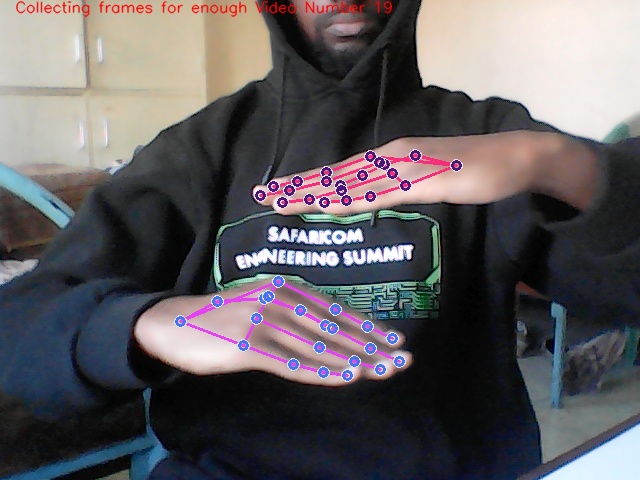 Collecting frames for enough Video Number 19
SAFARICOM
ENGINEERING SUMMIT